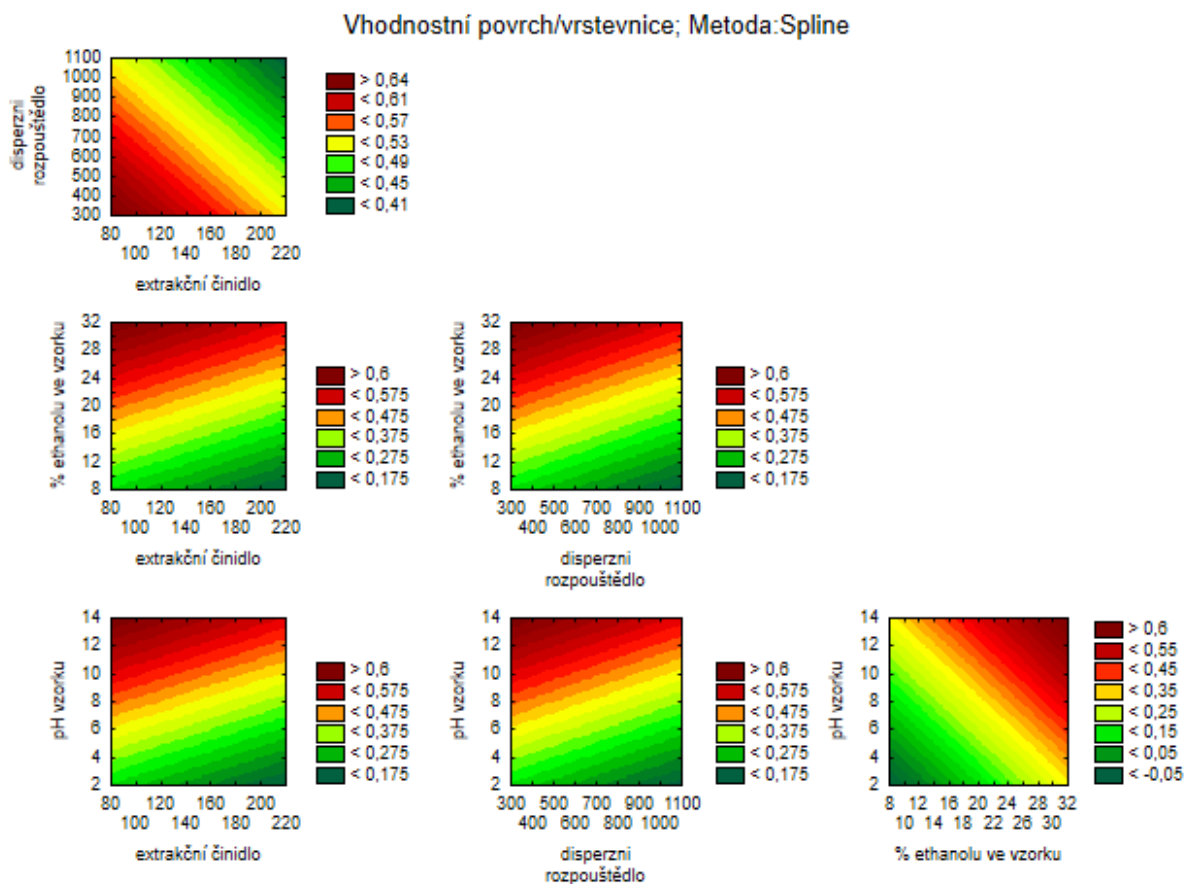 Vhodnostní povrch/vrstevnice; Metoda:Spline
disperzni
rozpouštědlo
1100
1000
900
800
700
600
500
400
300
80 120 160 200
100 140 180 220
extrakční činidlo
> 0,64
< 0,61
< 0,57
< 0,53
< 0,49
< 0,45
< 0,41
% ethanolu ve vzorku
32
28
24
20
16
12
8
80 120 160 200
100 140 180 220
extrakční činidlo
> 0,6
< 0,575
< 0,475
< 0,375
< 0,275
< 0,175
% ethanolu ve vzorku
32
28
24
20
16
12
8
300 500 700 900 1100
400 600 800 1000
disperzni
rozpouštědlo
> 0,6
< 0,575
< 0,475
< 0,375
< 0,275
< 0,175
pH vzorku
14
12
10
8
6
4
2
80 120 160 200
100 140 180 220
extrakční činidlo
> 0,6
< 0,575
< 0,475
< 0,375
< 0,275
< 0,175
pH vzorku
14
12
10
8
6
4
2
300 500 700 900 1100
400 600 800 1000
disperzni
rozpouštědlo
> 0,6
< 0,575
< 0,475
< 0,375
< 0,275
< 0,175
pH vzorku
14
12
10
8
6
4
2
8 12 16 20 24 28 32
10 14 18 22 26 30
% ethanolu ve vzorku
> 0,6
< 0,55
< 0,45
< 0,35
< 0,25
< 0,15
< 0,05
< -0,05